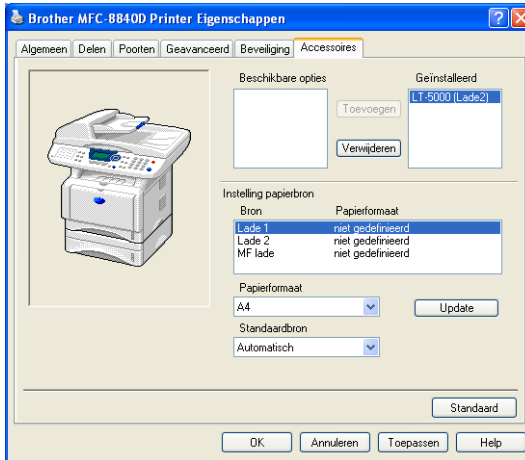 Brother MFC-8840D Printer Eigenschappen
Algemeen Delen Poorten Geavanceerd Beveiliging Accessoires
Beschikbare opties
Geïnstalleerd
LT-5000 (Lade2)
Toevoegen
Verwijderen
Instelling papierbron
Bron Papierformaat
Lade 1 niet gedefinieerd
Lade 2 niet gedefinieerd
MF lade niet gedefinieerd
Papierformaat
A4
Update
Standaardbron
Automatisch
Standaard
OK Annuleren Toepassen Help